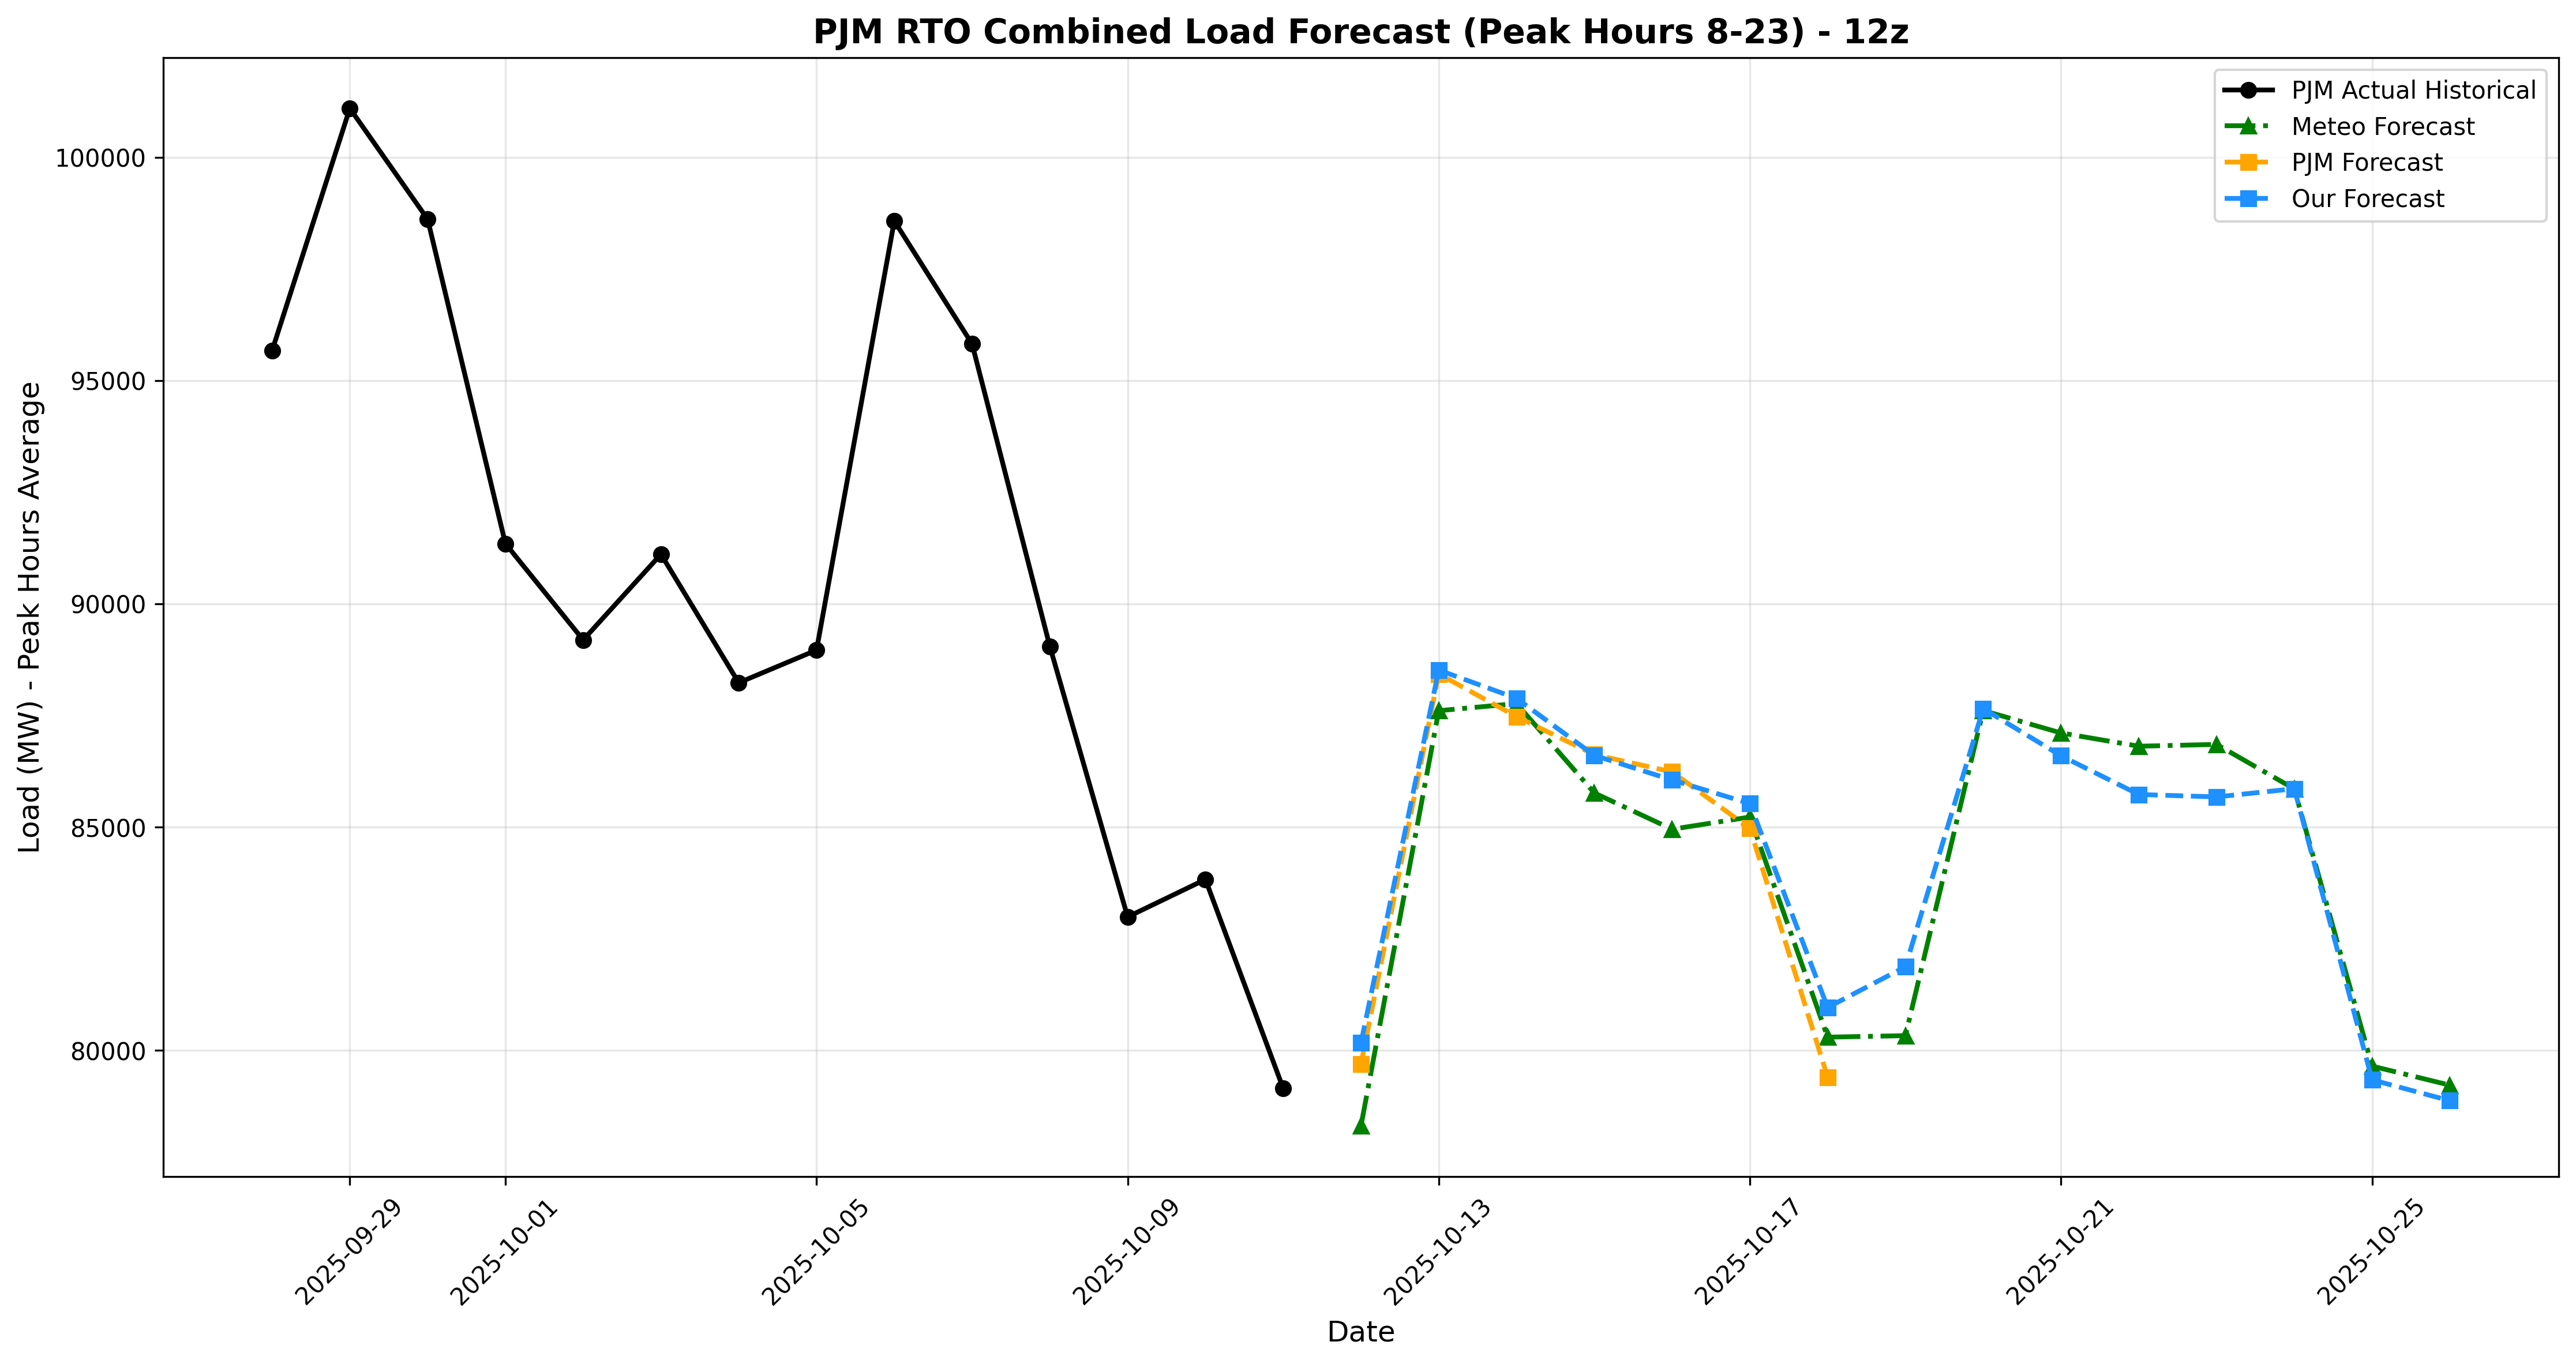 PJM RTO Combined Load Forecast (Peak Hours 8-23) - 12z
PJM Actual Historical
Meteo Forecast
PJM Forecast
Our Forecast
Load (MW) - Peak Hours Average
100000
95000
90000
85000
80000
2025-09-29
2025-10-01
2025-10-05
2025-10-09
2025-10-13
2025-10-17
2025-10-21
2025-10-25
Date